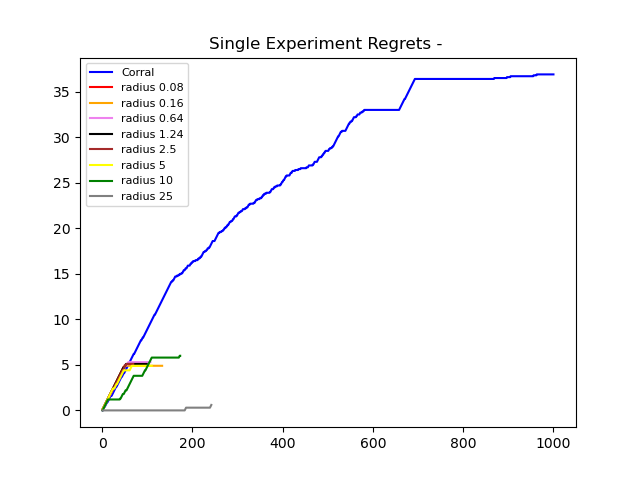 Single Experiment Regrets -
Corral
radius 0.08
radius 0.16
radius 0.64
radius 1.24
radius 2.5
radius 5
radius 10
radius 25
35
30
25
20
15
10
5
0
0 200 400 600 800 1000